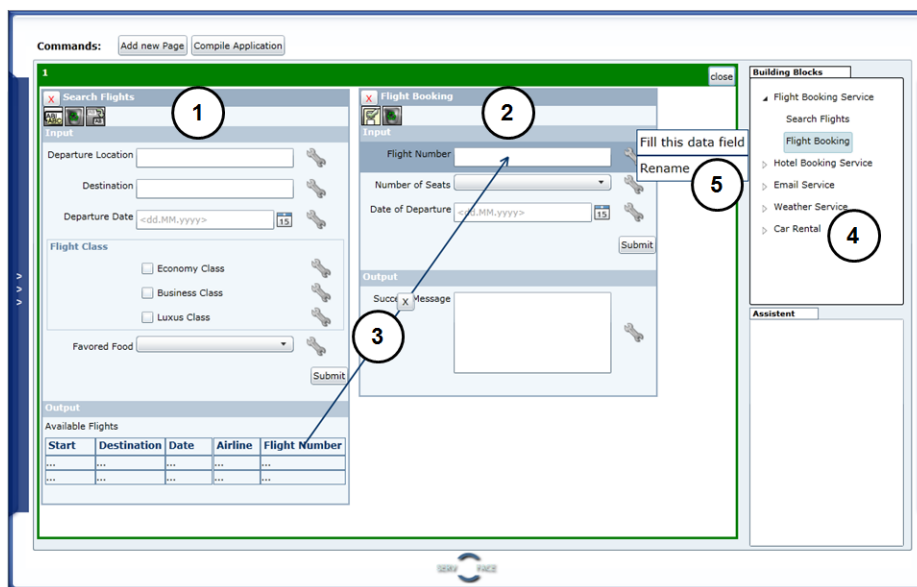 Commands: Add new Page Compile Application
1
close
X Search Flights
1
Input
Departure Location
Destination
Departure Date <dd.MM.yyyy> 15
Flight Class
Economy Class
Business Class
Luxus Class
Favored Food
Submit
Output
Available Flights
Start Destination Date Airline Flight Number
... ... ... ... ...
... ... ... ... ...
X Flight Booking
2
Input
Flight Number
Number of Seats
Date of Departure <dd.MM.yyyy> 15
Submit
Output
Message
X
3
Fill this data field
Rename
5
Building Blocks
Flight Booking Service
Search Flights
Flight Booking
Hotel Booking Service
Email Service
Weather Service
Car Rental
4
Assistent
> > >
SERV FACE